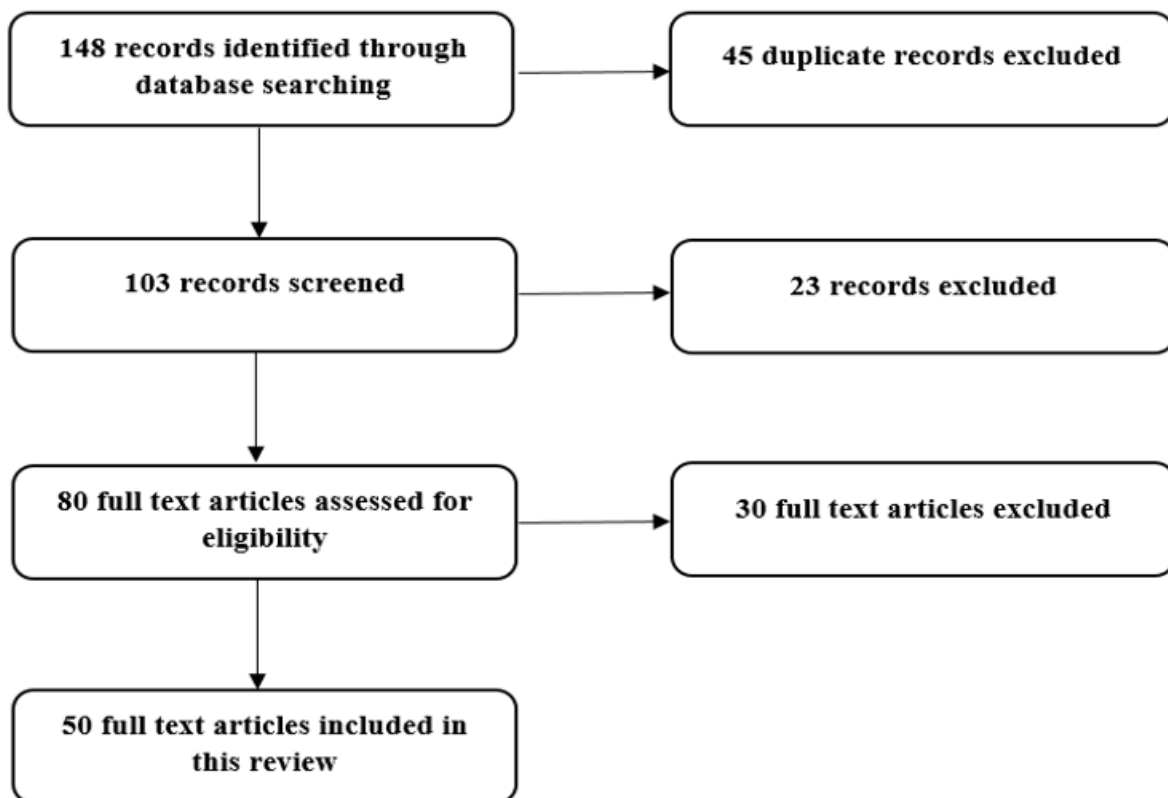 148 records identified through
database searching
45 duplicate records excluded
103 records screened
23 records excluded
80 full text articles assessed for
eligibility
30 full text articles excluded
50 full text articles included in
this review